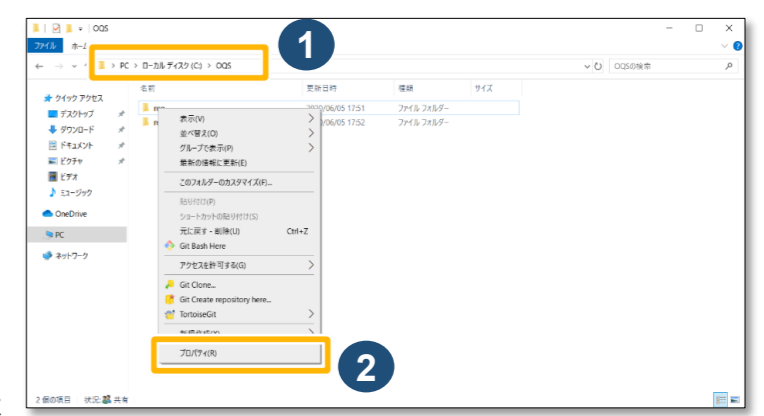 OQS
1
ファイル ホーム
PC > ローカル ディスク (C:) > OQS
OQSの検索
名前 更新日時 種類 サイズ
クイック アクセス
デスクトップ
ダウンロード
ドキュメント
ピクチャ
ビデオ
ミュージック
OneDrive
PC
ネットワーク
2020/06/05 17:51 ファイル フォルダー
/06/05 17:52 ファイル フォルダー
表示(V)
並べ替え(O)
グループで表示(P)
最新の情報に更新(E)
このフォルダーのカスタマイズ(F)...
貼り付け(P)
ショートカットの貼り付け(S)
元に戻す - 削除(U) Ctrl+Z
Git Bash Here
アクセスを許可する(G)
Git Clone...
Git Create repository here...
TortoiseGit
プロパティ(R)
2
2 個の項目 状況: 共有